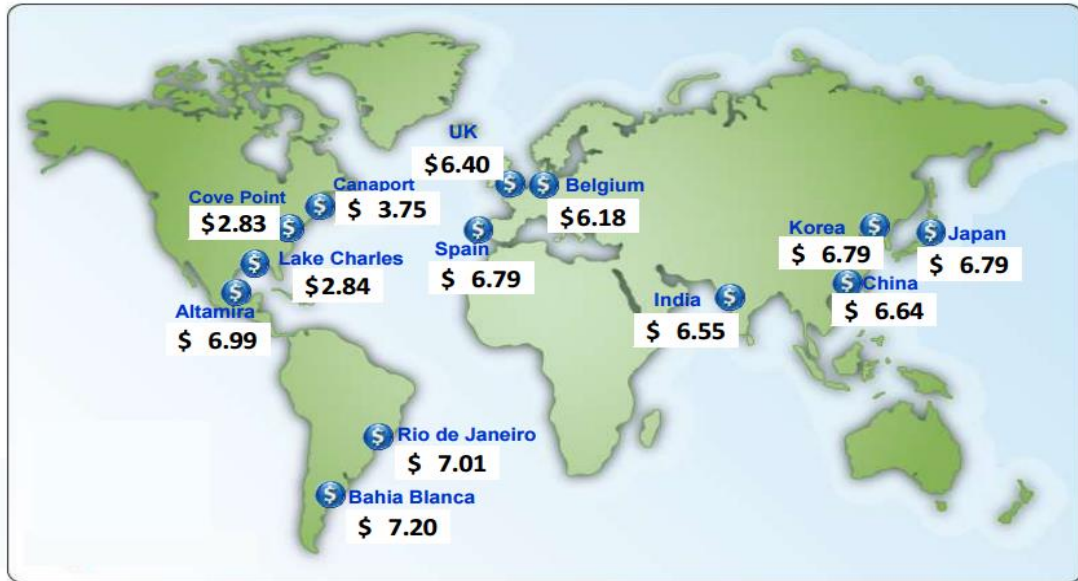 UK
$6.40
Canaport
$ 3.75
Cove Point
$2.83
Belgium
$6.18
Lake Charles
$2.84
Spain
$ 6.79
Altamira
$ 6.99
Korea
$ 6.79
Japan
$ 6.79
China
$ 6.64
India
$ 6.55
Rio de Janeiro
$ 7.01
Bahia Blanca
$ 7.20